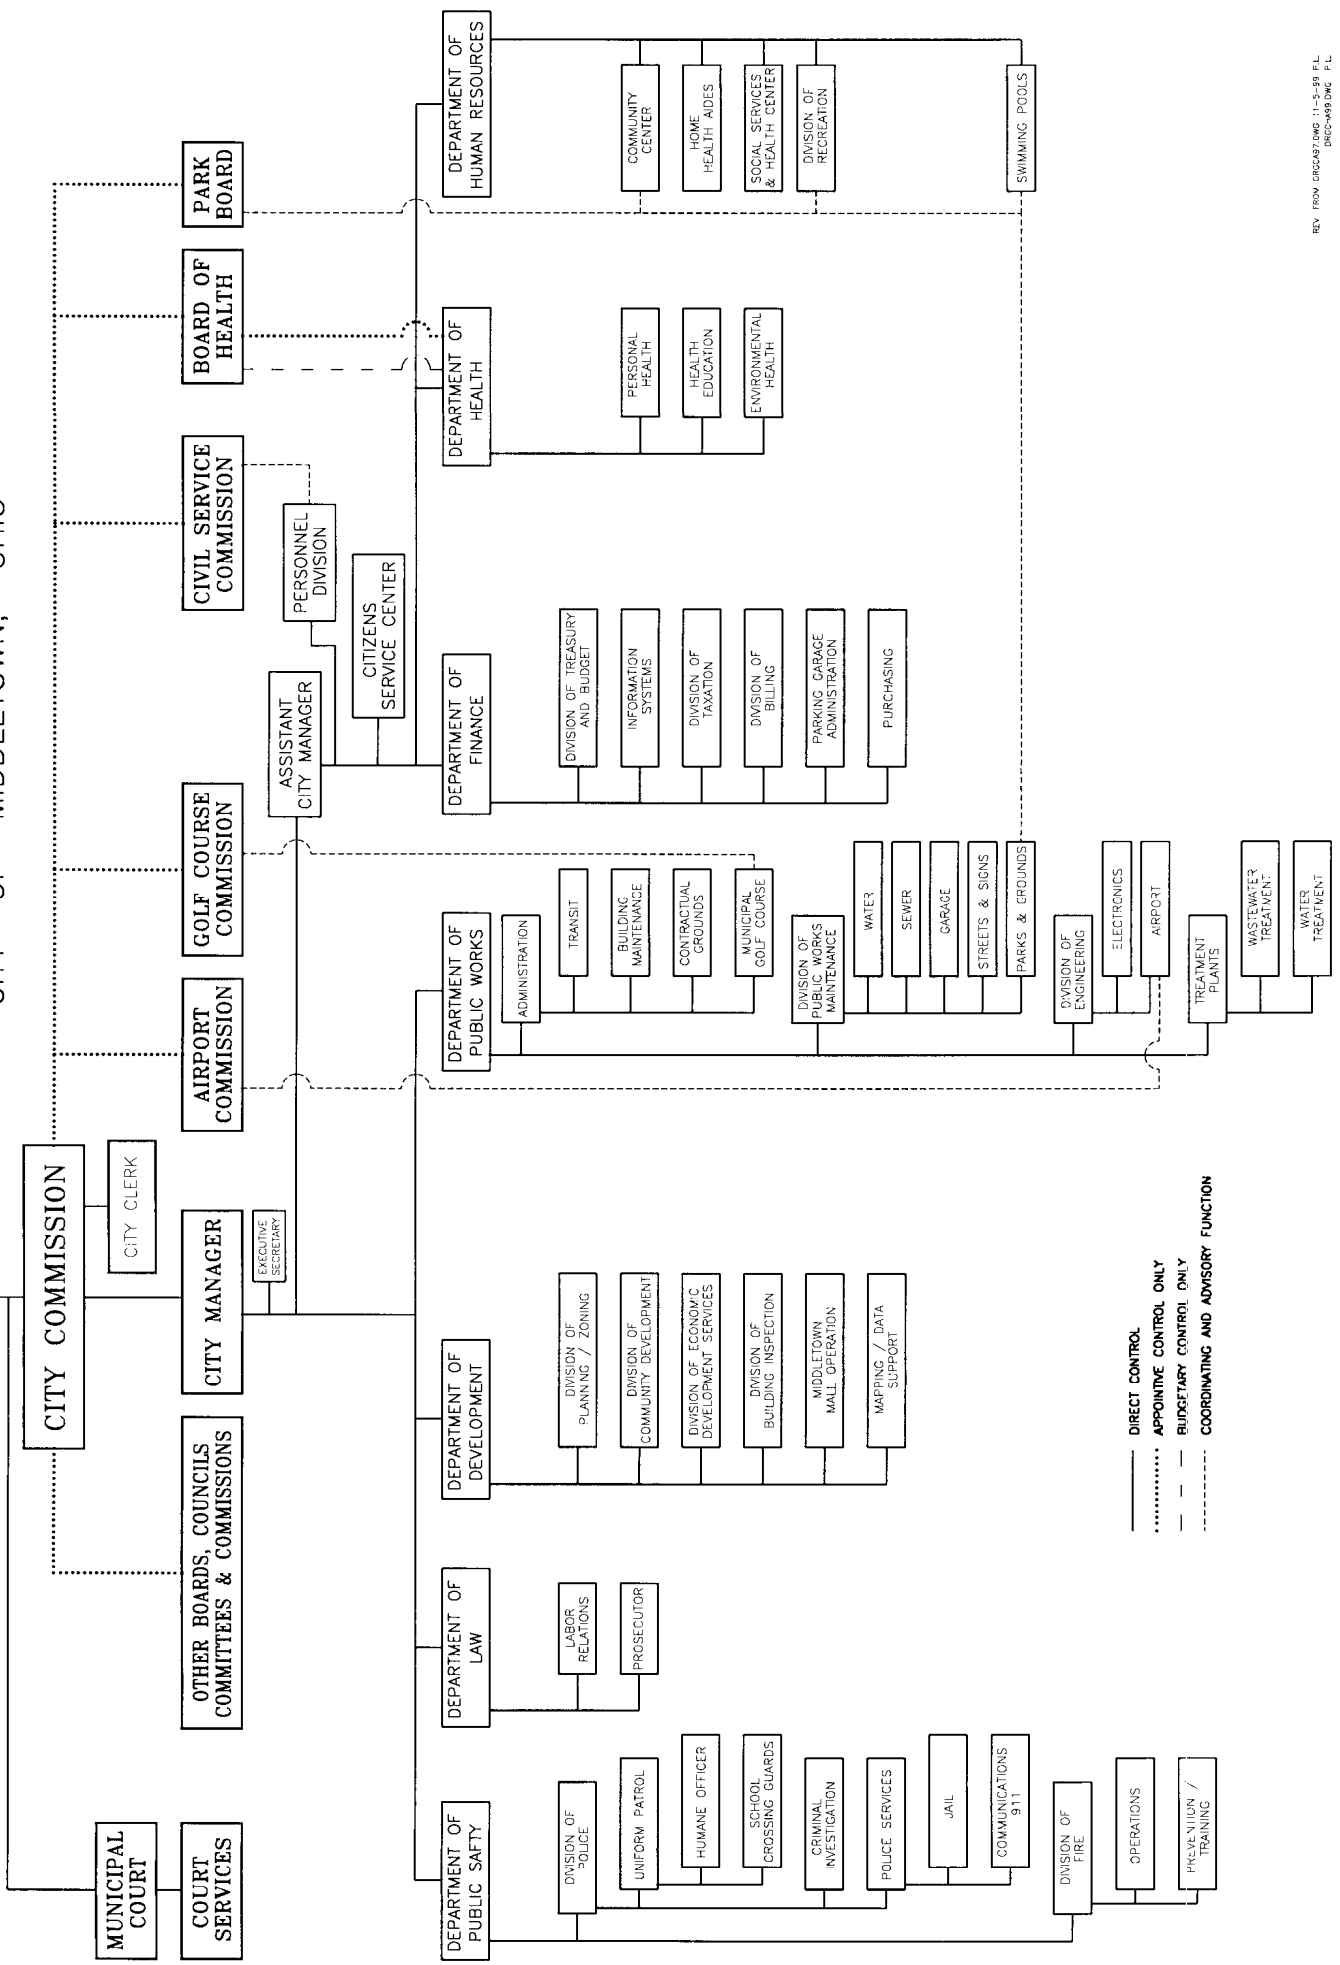 CITY OF MIDDLETOWN, OHIO
CITY COMMISSION
CITY CLERK
MUNICIPAL
COURT
COURT
SERVICES
OTHER BOARDS, COUNCILS
COMMITTEES & COMMISSIONS
CITY MANAGER
AIRPORT
COMMISSION
GOLF COURSE
COMMISSION
CIVIL SERVICE
COMMISSION
BOARD OF
HEALTH
PARK
BOARD
EXECUTIVE
SECRETARY
ASSISTANT
CITY MANAGER
PERSONNEL
DIVISION
CITIZENS
SERVICE CENTER
DEPARTMENT OF
PUBLIC SAFTY
DEPARTMENT OF
LAW
DEPARTMENT OF
DEVELOPMENT
DEPARTMENT OF
PUBLIC WORKS
DEPARTMENT OF
FINANCE
DEPARTMENT OF
HEALTH
DEPARTMENT OF
HUMAN RESOURCES
DIVISION OF
POLICE
UNIFORM PATROL
HUMANE OFFICER
SCHOOL
CROSSING GUARDS
CRIMINAL
INVESTIGATION
POLICE SERVICES
JAIL
COMMUNICATIONS
911
DIVISION OF
FIRE
OPERATIONS
PREVENTION /
TRAINING
LABOR
RELATIONS
PROSECUTOR
DIVISION OF
PLANNING / ZONING
DIVISION OF
COMMUNITY DEVELOPMENT
DIVISION OF ECONOMIC
DEVELOPMENT SERVICES
DIVISION OF
BUILDING INSPECTION
MIDDLETOWN
MALL OPERATION
MAPPING / DATA
SUPPORT
ADMINISTRATION
TRANSIT
BUILDING
MAINTENANCE
CONTRACTUAL
GROUNDS
MUNICIPAL
GOLF COURSE
DIVISION OF
PUBLIC WORKS
MAINTENANCE
WATER
SEWER
GARAGE
STREETS & SIGNS
PARKS & GROUNDS
DIVISION OF
ENGINEERING
ELECTRONICS
AIRPORT
TREATMENT
PLANTS
WASTEWATER
TREATMENT
WATER
TREATMENT
DIVISION OF TREASURY
AND BUDGET
INFORMATION
SYSTEMS
DIVISION OF
TAXATION
DIVISION OF
BILLING
PARKING GARAGE
ADMINISTRATION
PURCHASING
PERSONAL
HEALTH
HEALTH
EDUCATION
ENVIRONMENTAL
HEALTH
COMMUNITY
CENTER
HOME
HEALTH AIDES
SOCIAL SERVICES
& HEALTH CENTER
DIVISION OF
RECREATION
SWIMMING POOLS
DIRECT CONTROL
APPOINTIVE CONTROL ONLY
BUDGETARY CONTROL ONLY
COORDINATING AND ADVISORY FUNCTION
REV FROM 11-5-99 P.L.
P.L.